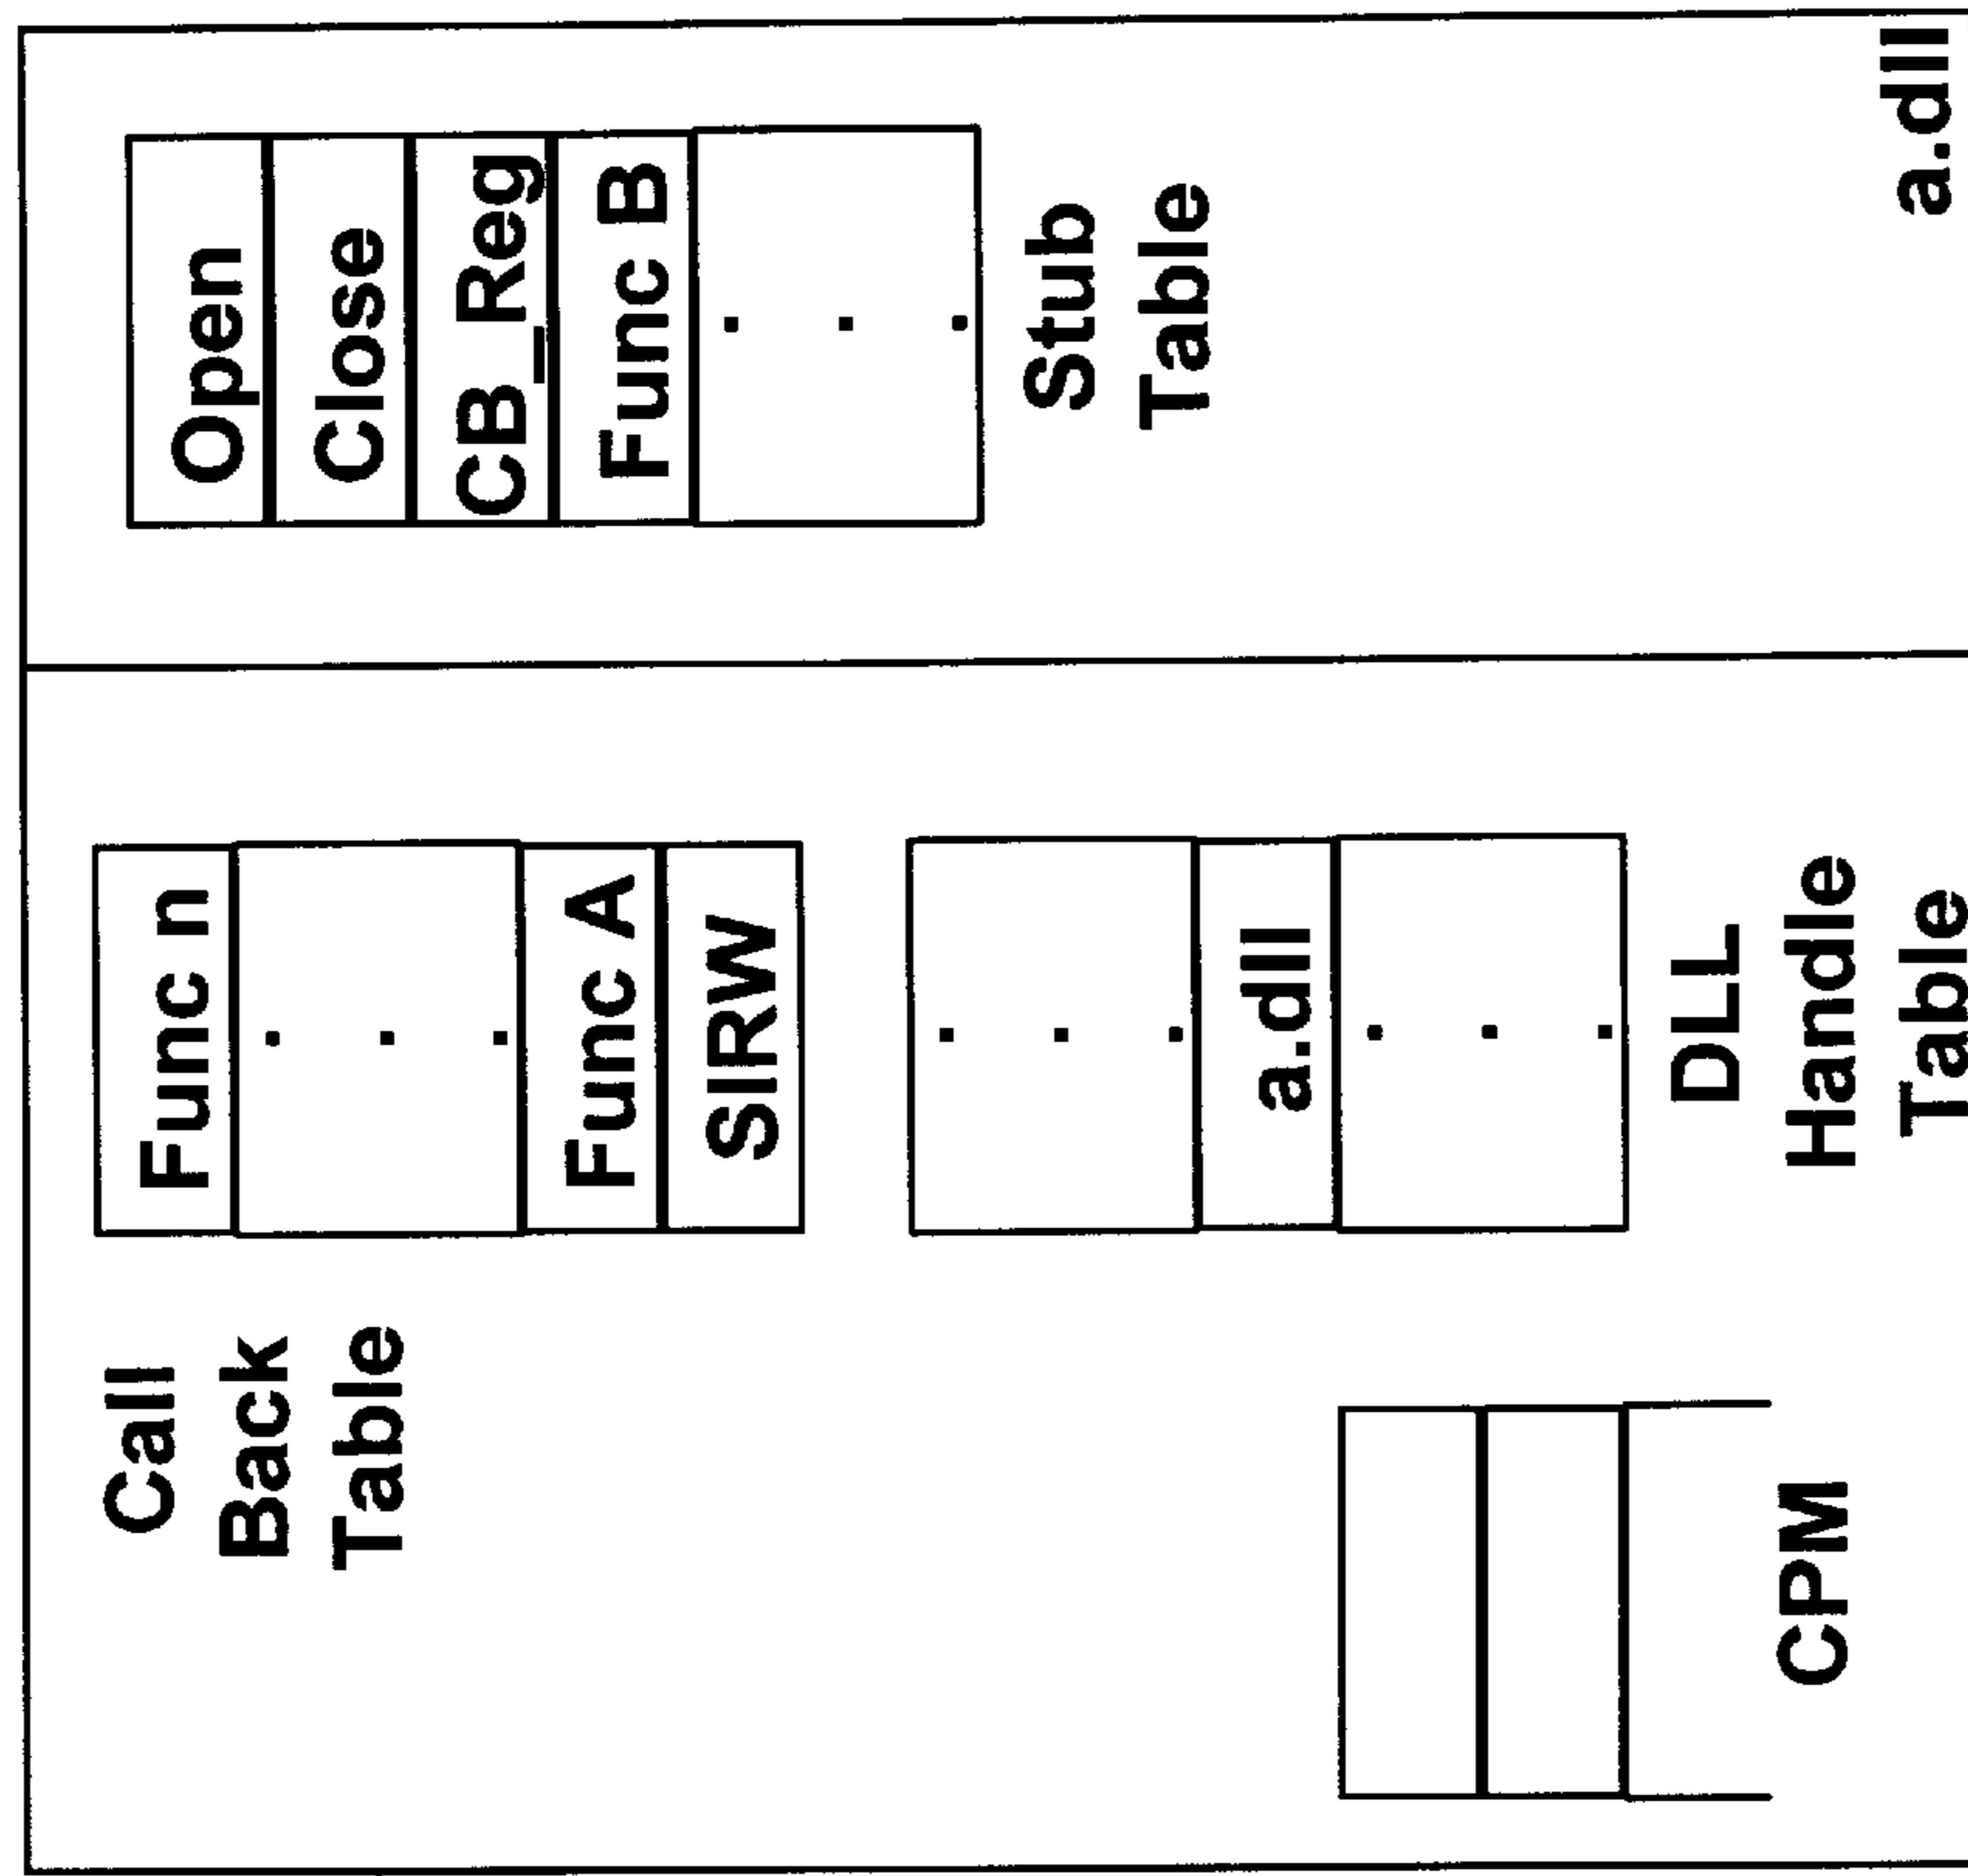 Call
Back
Table
Func n
Func A
SIRW
a.dll
DLL
Handle
Table
CPM
Open
Close
CB_Reg
Func B
Stub
Table
a.dll